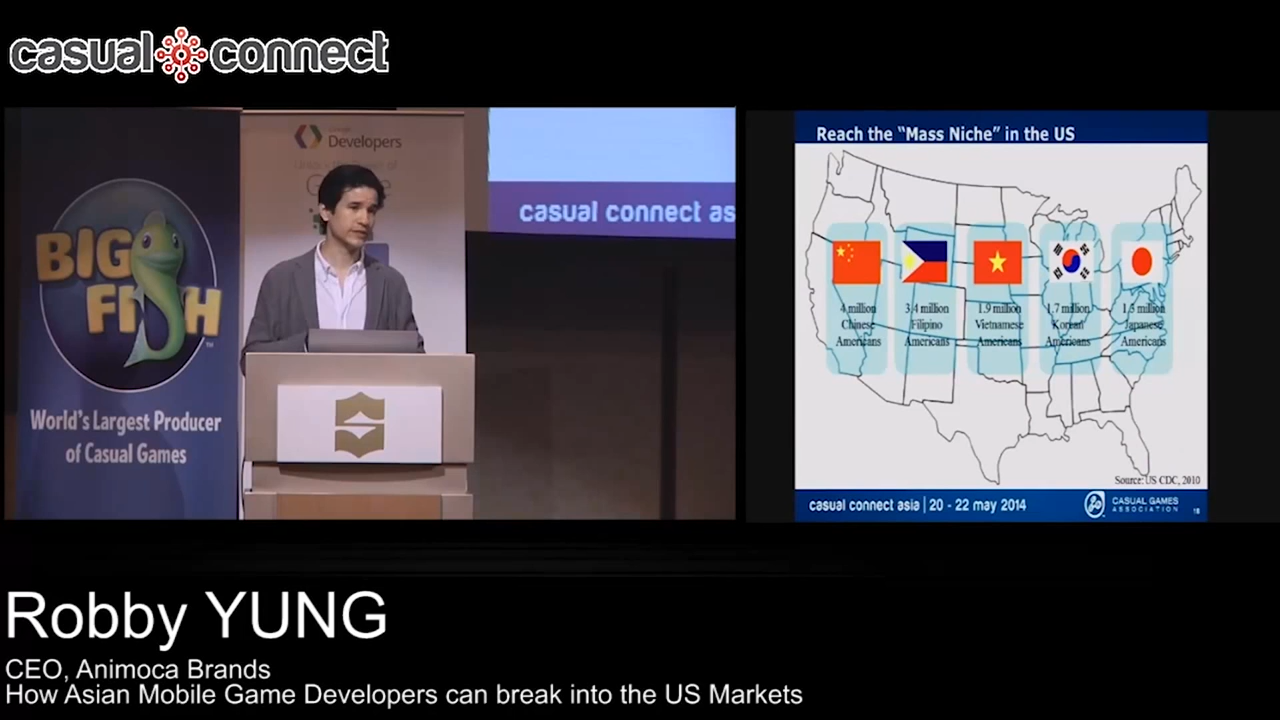 casual connect
Developers
BIG
FISH
World's Largest Producer
of Casual Games
casual connect as
Reach the "Mass Niche" in the US
4 million
Chinese
Americans
3.4 million
Filipino
Americans
1.9 million
Vietnamese
Americans
1.7 million
Korean
Americans
1.3 million
Japanese
Americans
Source: US CDC, 2010
casual connect asia | 20 - 22 may 2014
CASUAL GAMES
ASSOCIATION
18
Robby YUNG
CEO, Animoca Brands
How Asian Mobile Game Developers can break into the US Markets